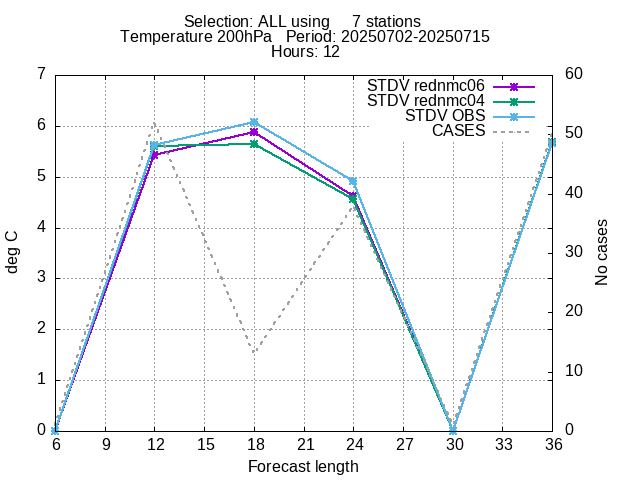 Selection: ALL using 7 stations
Temperature 200hPa Period: 20250702-20250715
Hours: 12
STDV rednmc06
STDV rednmc04
STDV OBS
CASES
7
6
5
4
3
2
1
0
deg C
60
50
40
30
20
10
0
No cases
6 9 12 15 18 21 24 27 30 33 36
Forecast length